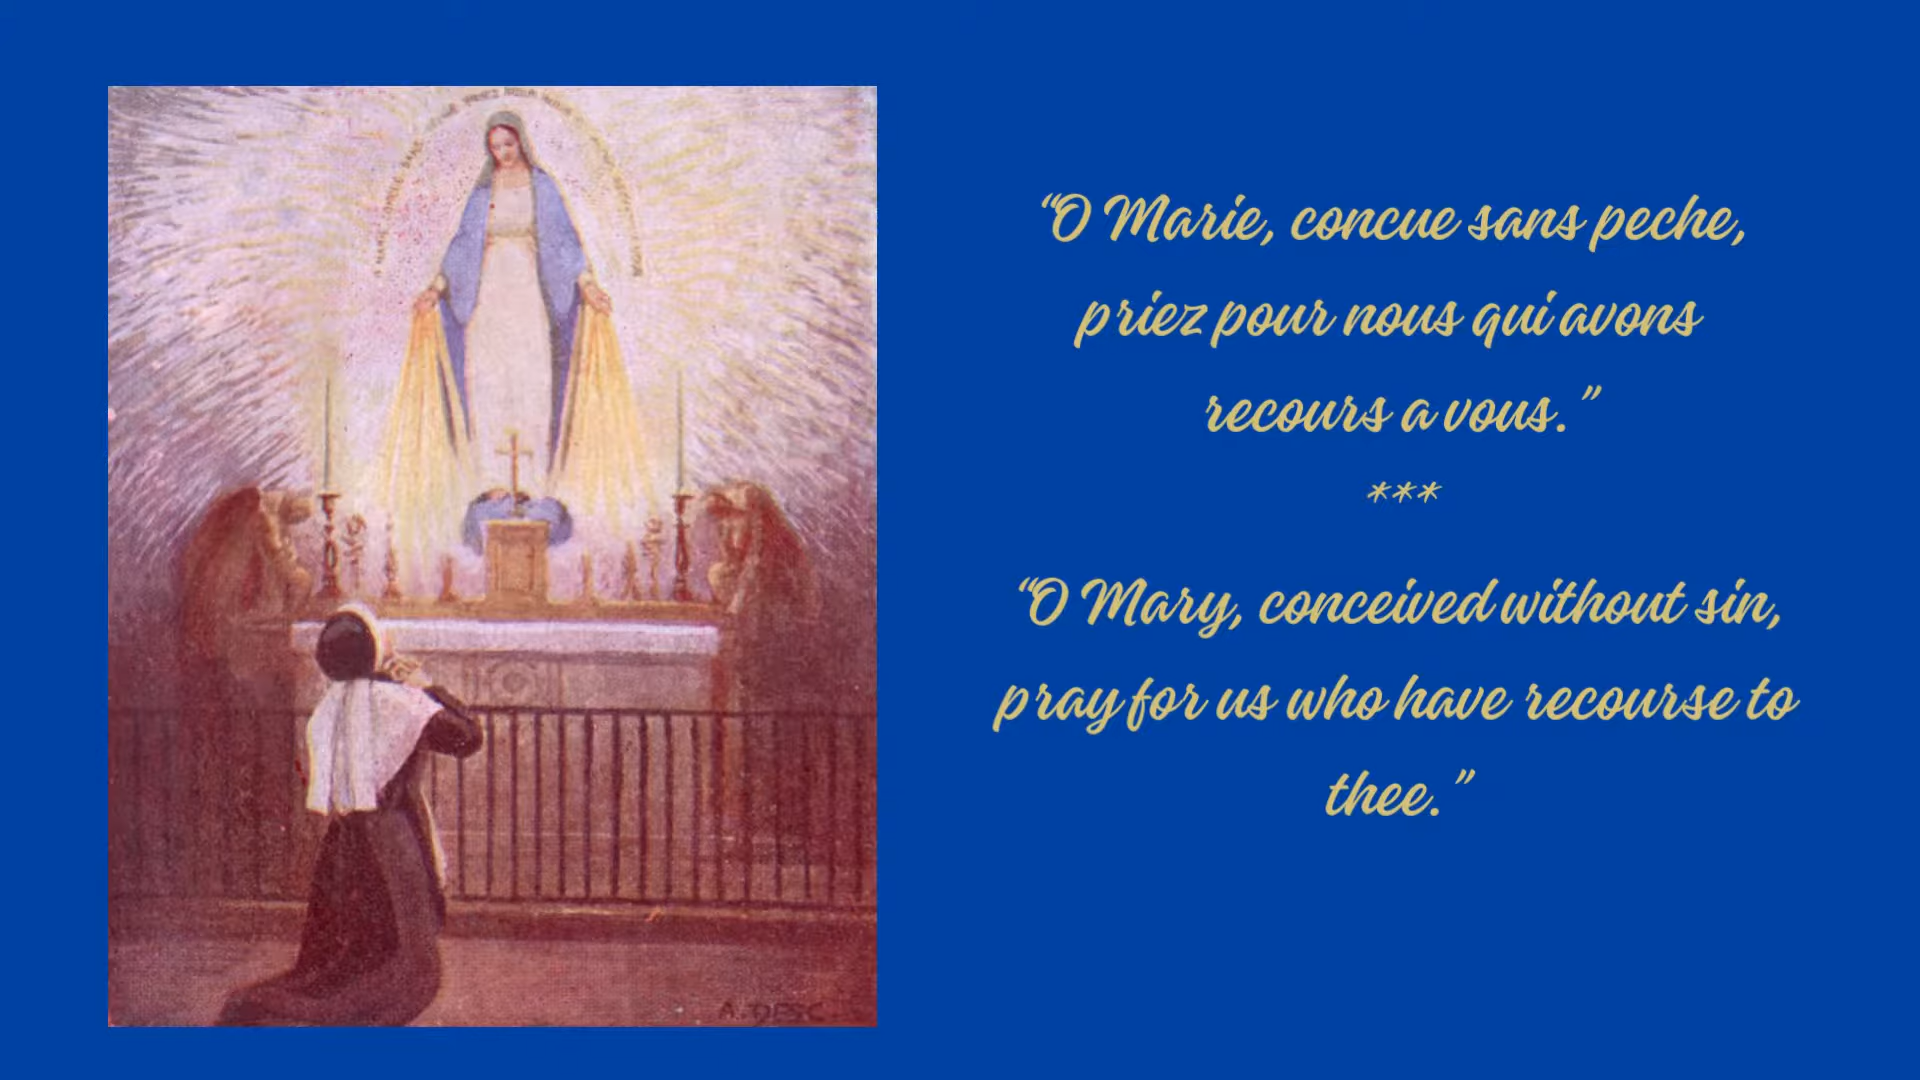 “O Marie, concue sans peche,
priez pour nous qui avons
recours a vous.”
***
“O Mary, conceived without sin,
pray for us who have recourse to
thee.”